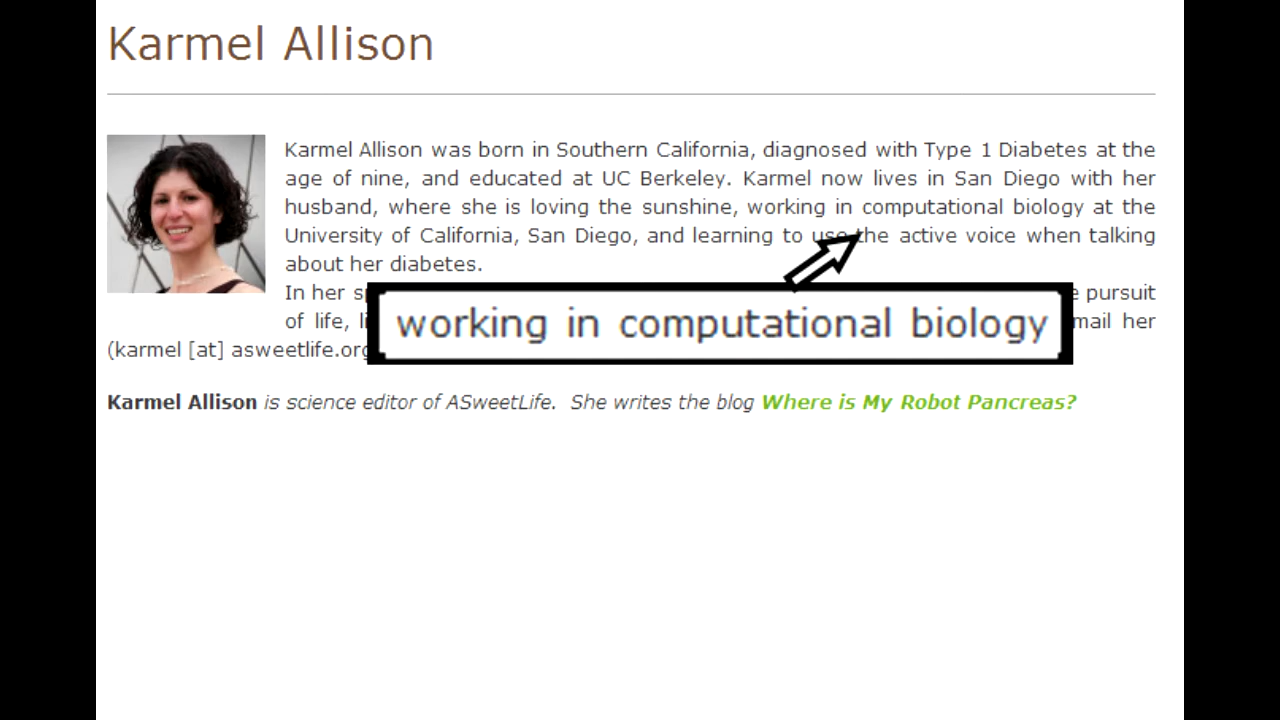 Karmel Allison
Karmel Allison was born in Southern California, diagnosed with Type 1 Diabetes at the
age of nine, and educated at UC Berkeley. Karmel now lives in San Diego with her
husband, where she is loving the sunshine, working in computational biology at the
University of California, San Diego, and learning to use the active voice when talking
about her diabetes.
In her pursuit
of life, her
(karmel [at] asweetlife.org
working in computational biology
Karmel Allison is science editor of ASweetLife. She writes the blog Where is My Robot Pancreas?